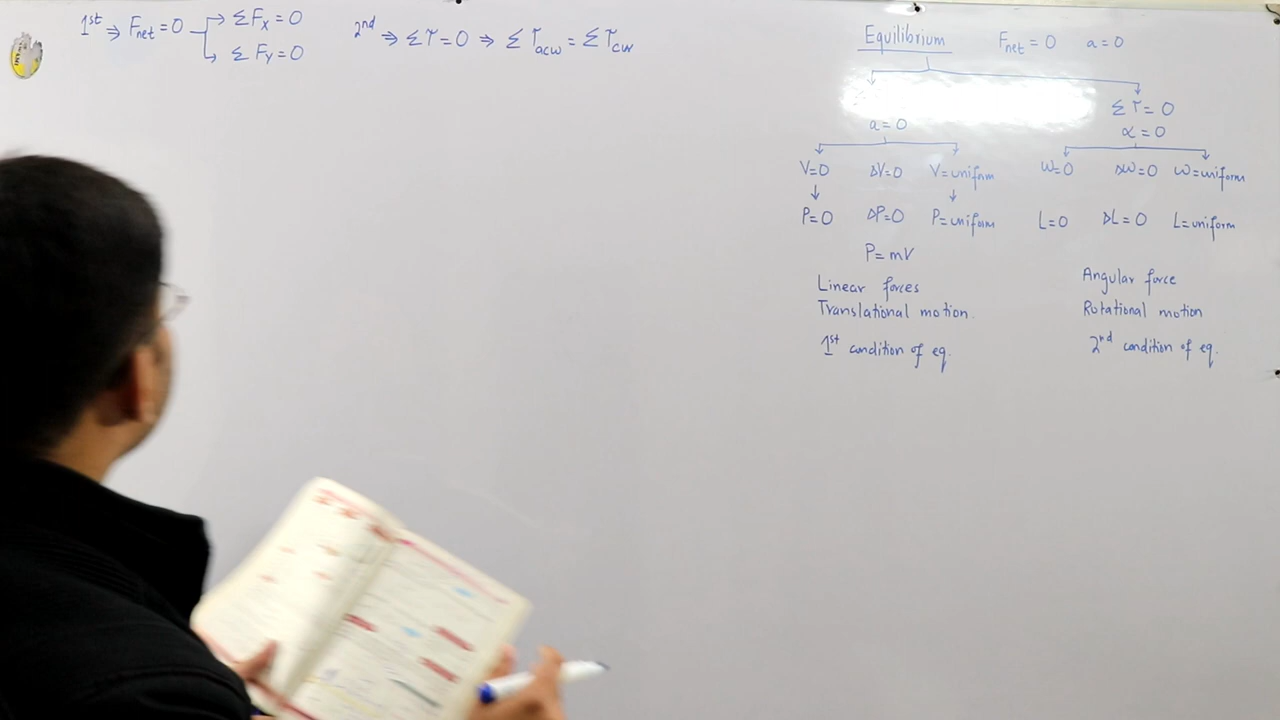 1st ⇒ Fnet = 0 → ΣFx = 0
→ ΣFy = 0
2nd ⇒ Στ = 0 ⇒ Στacw = Στcw
Equilibrium Fnet = 0 a = 0
a = 0
V=0 ΔV=0 V=uniform
P=0 ΔP=0 P=uniform
P= mV
Linear forces
Translational motion.
1st condition of eq.
Στ = 0
α = 0
ω=0 Δω=0 ω=uniform
L=0 ΔL=0 L=uniform
Angular force
Rotational motion
2nd condition of eq.